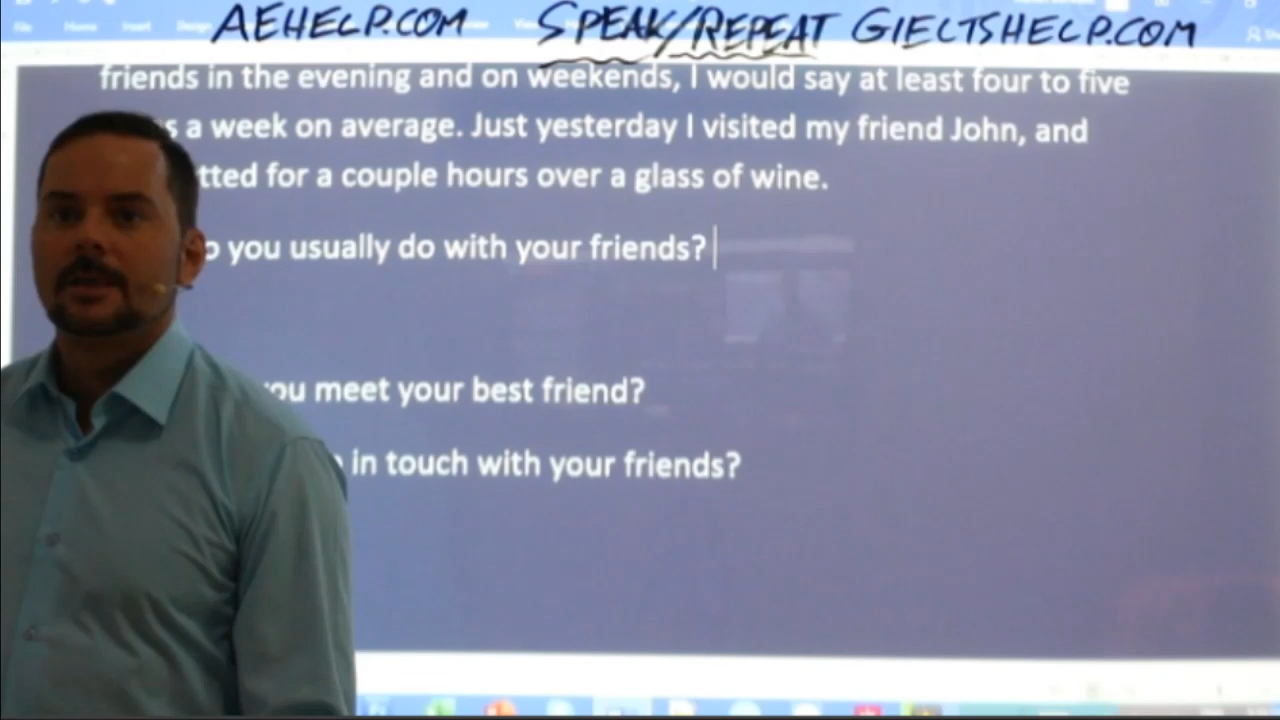 AEHELP.COM SPEAK/REPEAT GIELTSHELP.COM
friends in the evening and on weekends, I would say at least four to five
s a week on average. Just yesterday I visited my friend John, and
tted for a couple hours over a glass of wine.
o you usually do with your friends?
ou meet your best friend?
in touch with your friends?